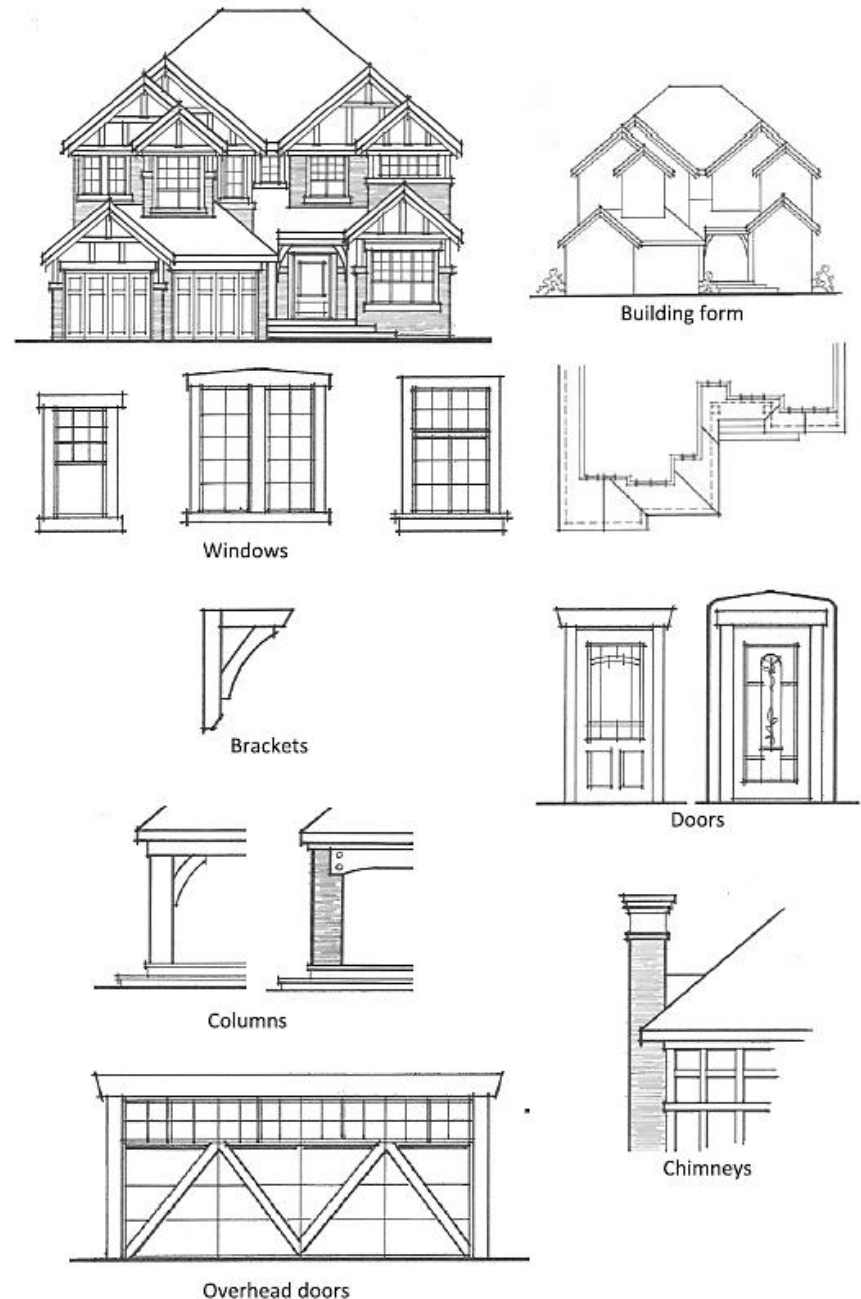 Building form
Windows
Brackets
Doors
Columns
Chimneys
Overhead doors